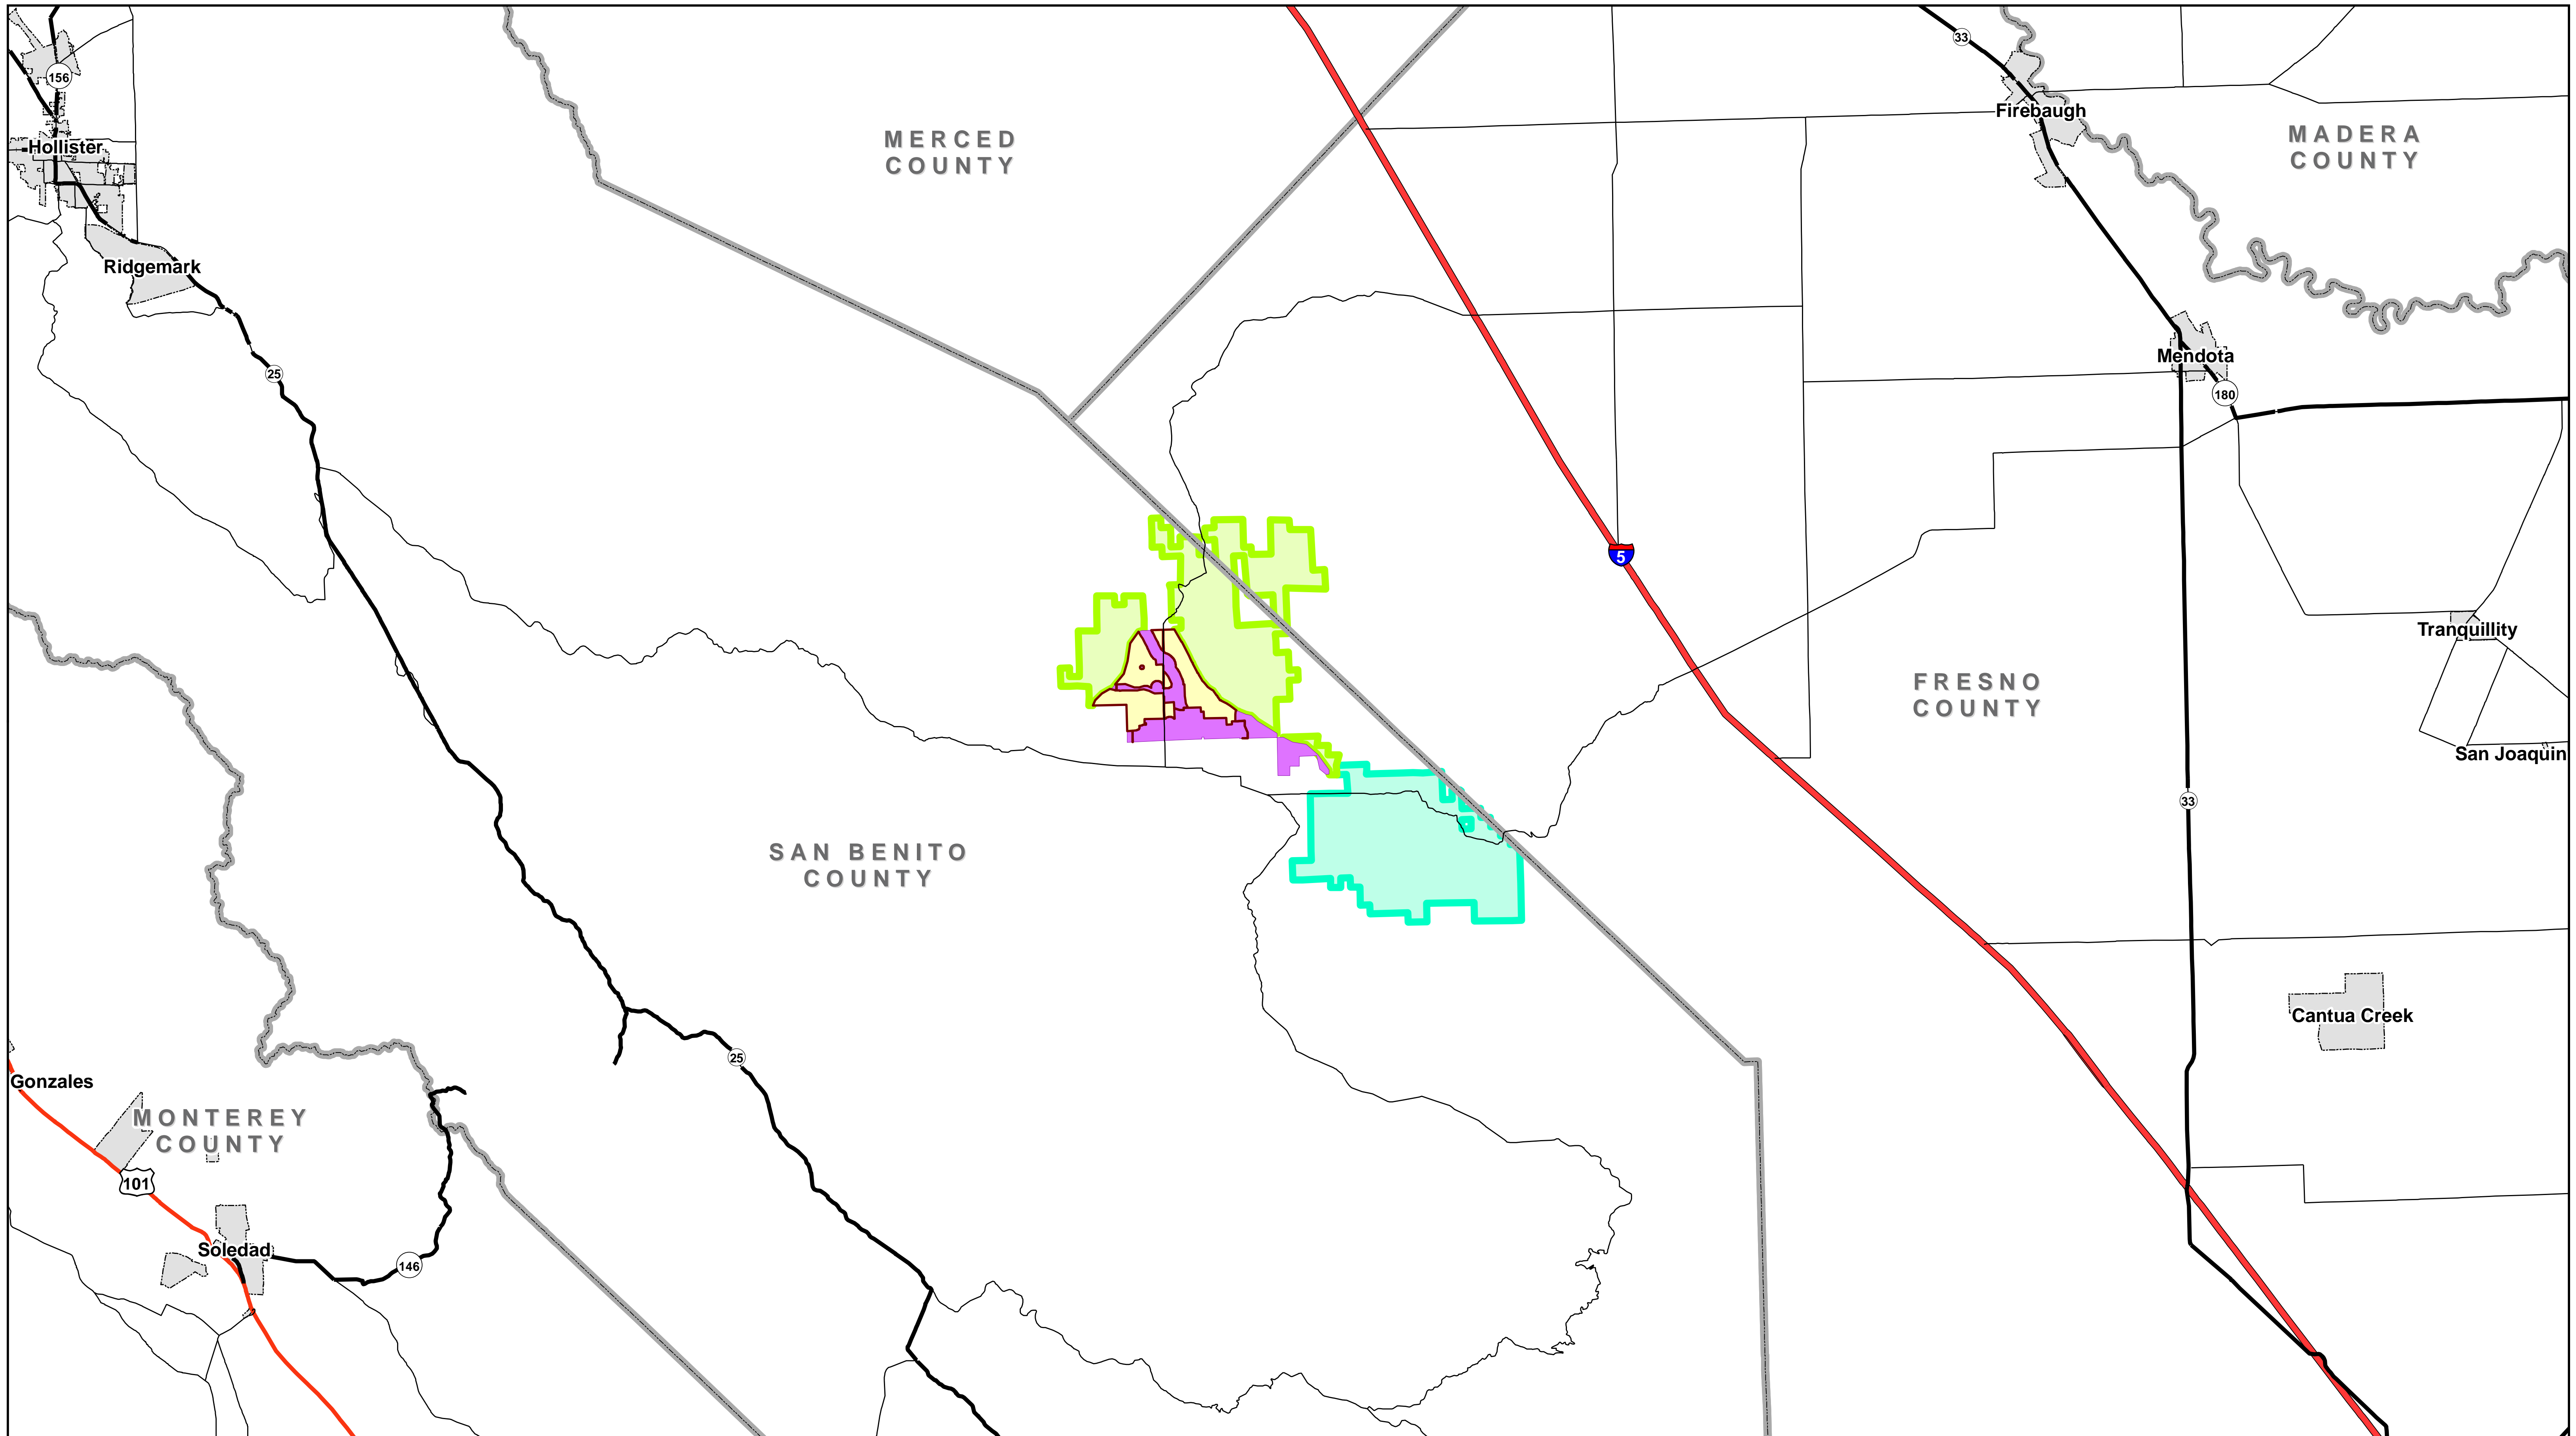 33
156
Firebaugh
MERCED
COUNTY
MADERA
COUNTY
Hollister
Ridgemark
Mendota
25
180
5
Tranquillity
FRESNO
COUNTY
San Joaquin
33
SAN BENITO
COUNTY
Cantua Creek
25
Gonzales
MONTEREY
COUNTY
101
Soledad
146